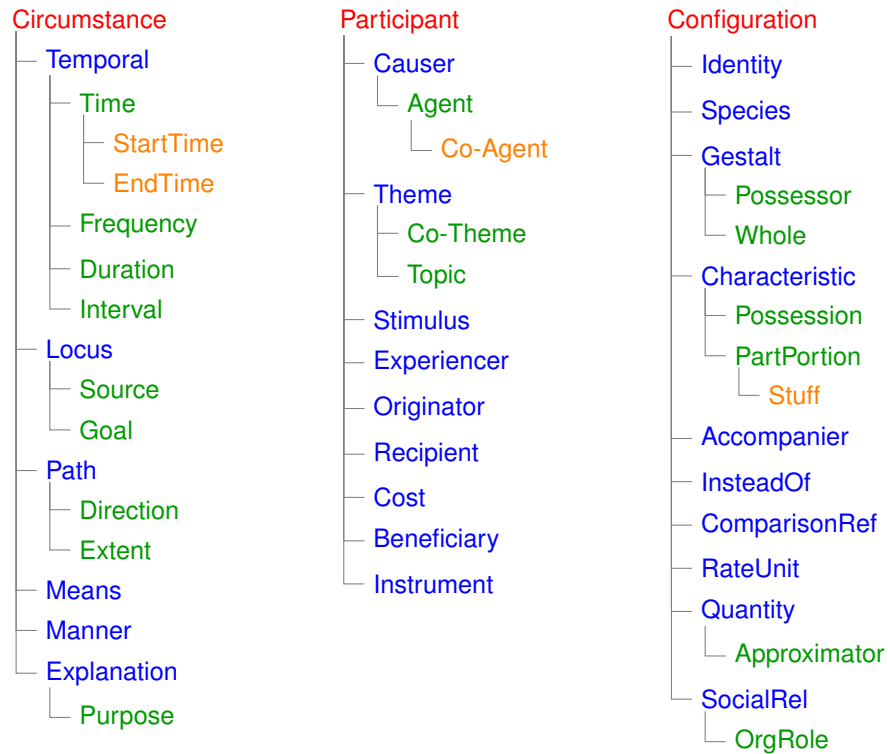 Circumstance
Temporal
Time
StartTime
EndTime
Frequency
Duration
Interval
Locus
Source
Goal
Path
Direction
Extent
Means
Manner
Explanation
Purpose
Participant
Causer
Agent
Co-Agent
Theme
Co-Theme
Topic
Stimulus
Experiencer
Originator
Recipient
Cost
Beneficiary
Instrument
Configuration
Identity
Species
Gestalt
Possessor
Whole
Characteristic
Possession
PartPortion
Stuff
Accompanier
InsteadOf
ComparisonRef
RateUnit
Quantity
Approximator
SocialRel
OrgRole